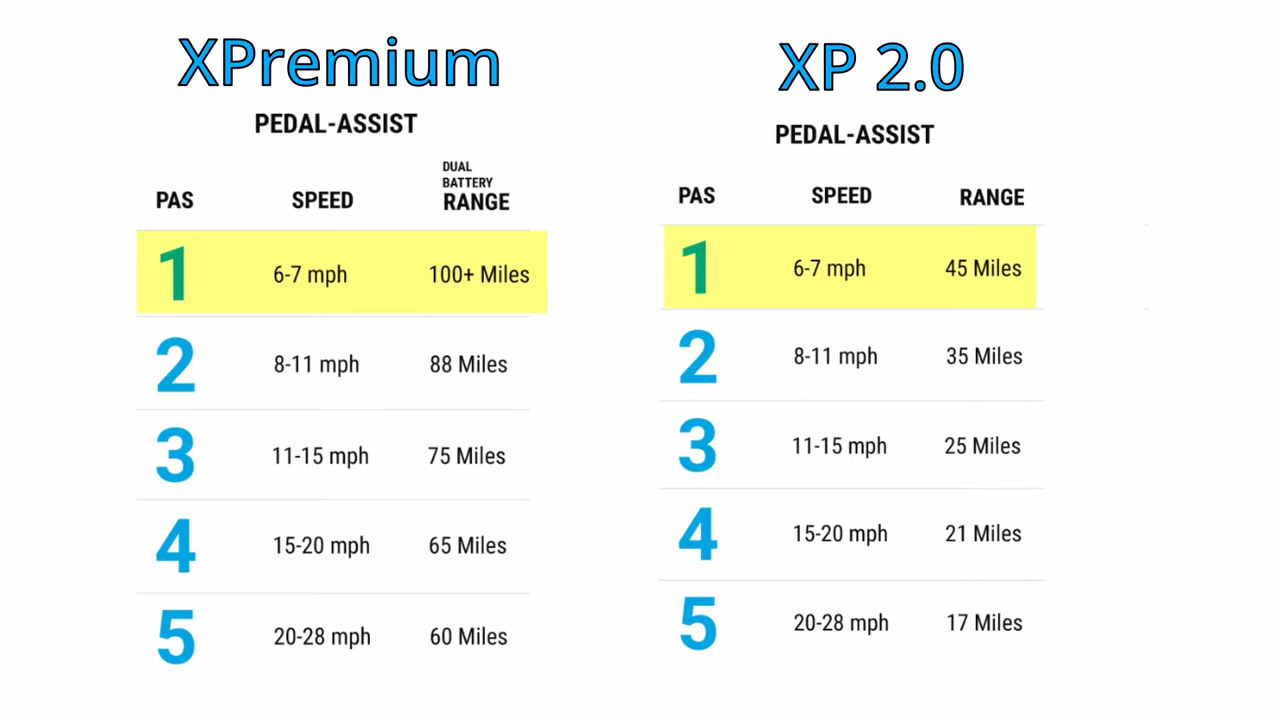 XPremium
PEDAL-ASSIST
DUAL
BATTERY
PAS SPEED RANGE
1 6-7 mph 100+ Miles
2 8-11 mph 88 Miles
3 11-15 mph 75 Miles
4 15-20 mph 65 Miles
5 20-28 mph 60 Miles
XP 2.0
PEDAL-ASSIST
PAS SPEED RANGE
1 6-7 mph 45 Miles
2 8-11 mph 35 Miles
3 11-15 mph 25 Miles
4 15-20 mph 21 Miles
5 20-28 mph 17 Miles